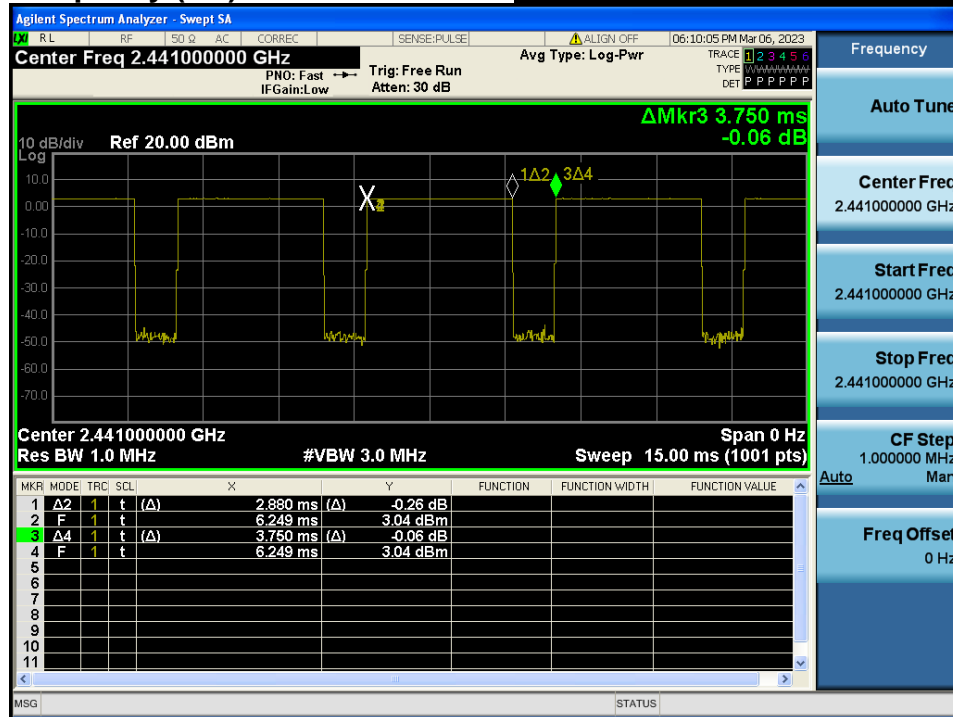 Agilent Spectrum Analyzer - Swept SA
LXI RL RF 50 Ω AC CORREC SENSE:PULSE ALIGN OFF 06:10:05 PM Mar 06, 2023
Center Freq 2.441000000 GHz
PNO: Fast
IFGain:Low
Trig: Free Run
Atten: 30 dB
Avg Type: Log-Pwr
TRACE 1 2 3 4 5 6
TYPE WWWWWW
DET P P P P P P
ΔMkr3 3.750 ms
-0.06 dB
10 dB/div Ref 20.00 dBm
Log
10.0
0.00
-10.0
-20.0
-30.0
-40.0
-50.0
-60.0
-70.0
X
1Δ2
3Δ4
Center 2.441000000 GHz Span 0 Hz
Res BW 1.0 MHz #VBW 3.0 MHz Sweep 15.00 ms (1001 pts)
MKR MODE TRC SCL X Y FUNCTION FUNCTION WIDTH FUNCTION VALUE
1 Δ2 1 t (Δ) 2.880 ms (Δ) -0.26 dB
2 F 1 t 6.249 ms 3.04 dBm
3 Δ4 1 t (Δ) 3.750 ms (Δ) -0.06 dB
4 F 1 t 6.249 ms 3.04 dBm
5
6
7
8
9
10
11
MSG STATUS
Frequency
Auto Tune
Center Freq
2.441000000 GHz
Start Freq
2.441000000 GHz
Stop Freq
2.441000000 GHz
CF Step
1.000000 MHz
Auto Man
Freq Offset
0 Hz